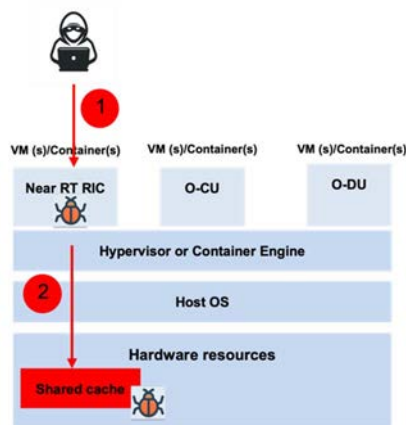 1
VM (s)/Container(s) VM (s)/Container(s) VM (s)/Container(s)
Near RT RIC O-CU O-DU
Hypervisor or Container Engine
2
Host OS
Hardware resources
Shared cache